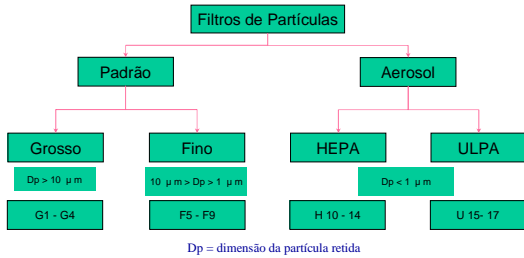 Filtros de Partículas
Padrão
Aerosol
Grosso
Fino
HEPA
ULPA
Dp > 10 µ m
10 µ m > Dp > 1 µ m
Dp < 1 µ m
G1 - G4
F5 - F9
H 10 - 14
U 15- 17
Dp = dimensão da partícula retida